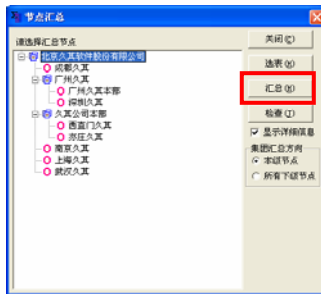 节点汇总
请选择汇总节点
北京久其软件股份有限公司
成都久其
广州久其
广州久其本部
深圳久其
久其公司本部
西直门久其
亦庄久其
南京久其
上海久其
武汉久其
关闭(C)
选表(X)
汇总(H)
检查(J)
显示详细信息
集团汇总方向
本级节点
所有下级节点